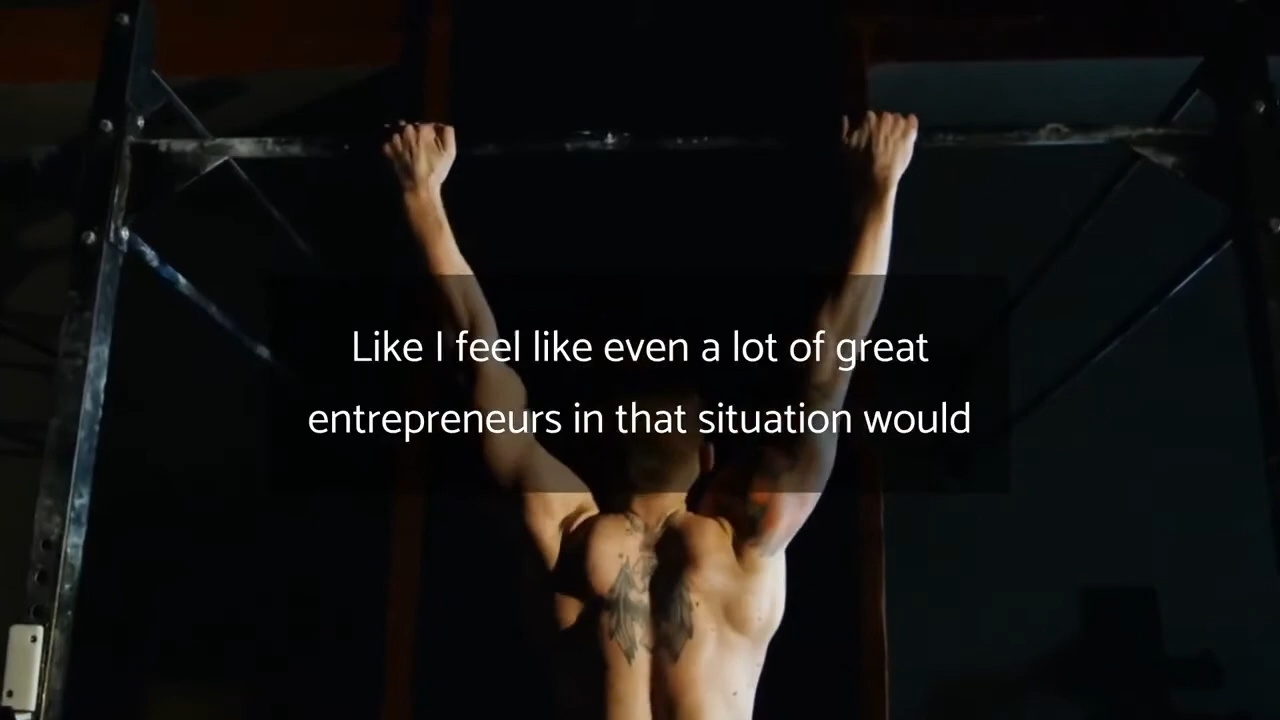 Like I feel like even a lot of great
entrepreneurs in that situation would